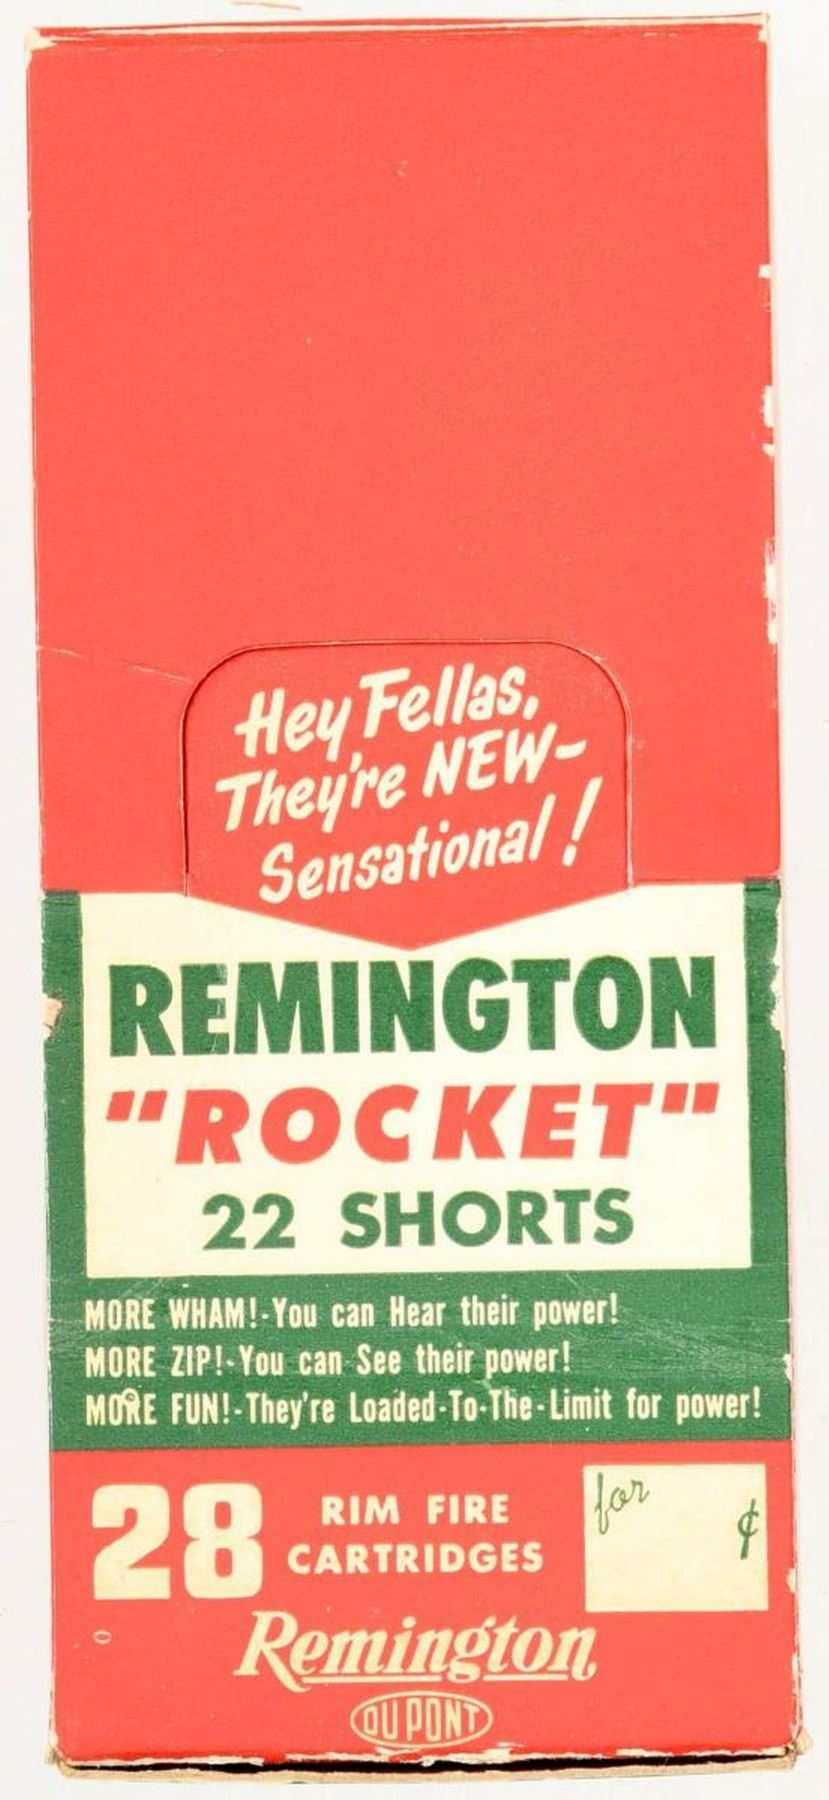 Hey Fellas,
They're NEW-
Sensational!
REMINGTON
"ROCKET"
22 SHORTS
MORE WHAM!-You can Hear their power!
MORE ZIP!-You can See their power!
MORE FUN!-They're Loaded-To-The-Limit for power!
28 RIM FIRE CARTRIDGES
for ¢
Remington
DU PONT